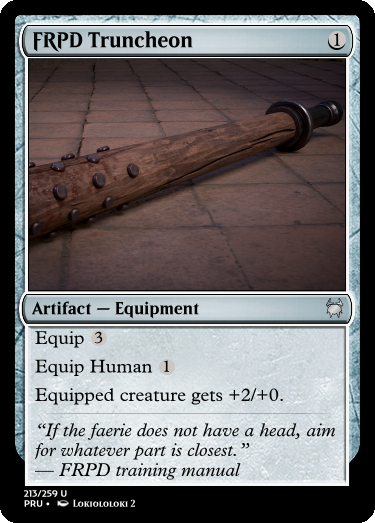 FRPD Truncheon 1
Artifact — Equipment
Equip 3
Equip Human 1
Equipped creature gets +2/+0.
“If the faerie does not have a head, aim
for whatever part is closest.”
— FRPD training manual
213/259 U
PRU • Lokiololoki 2